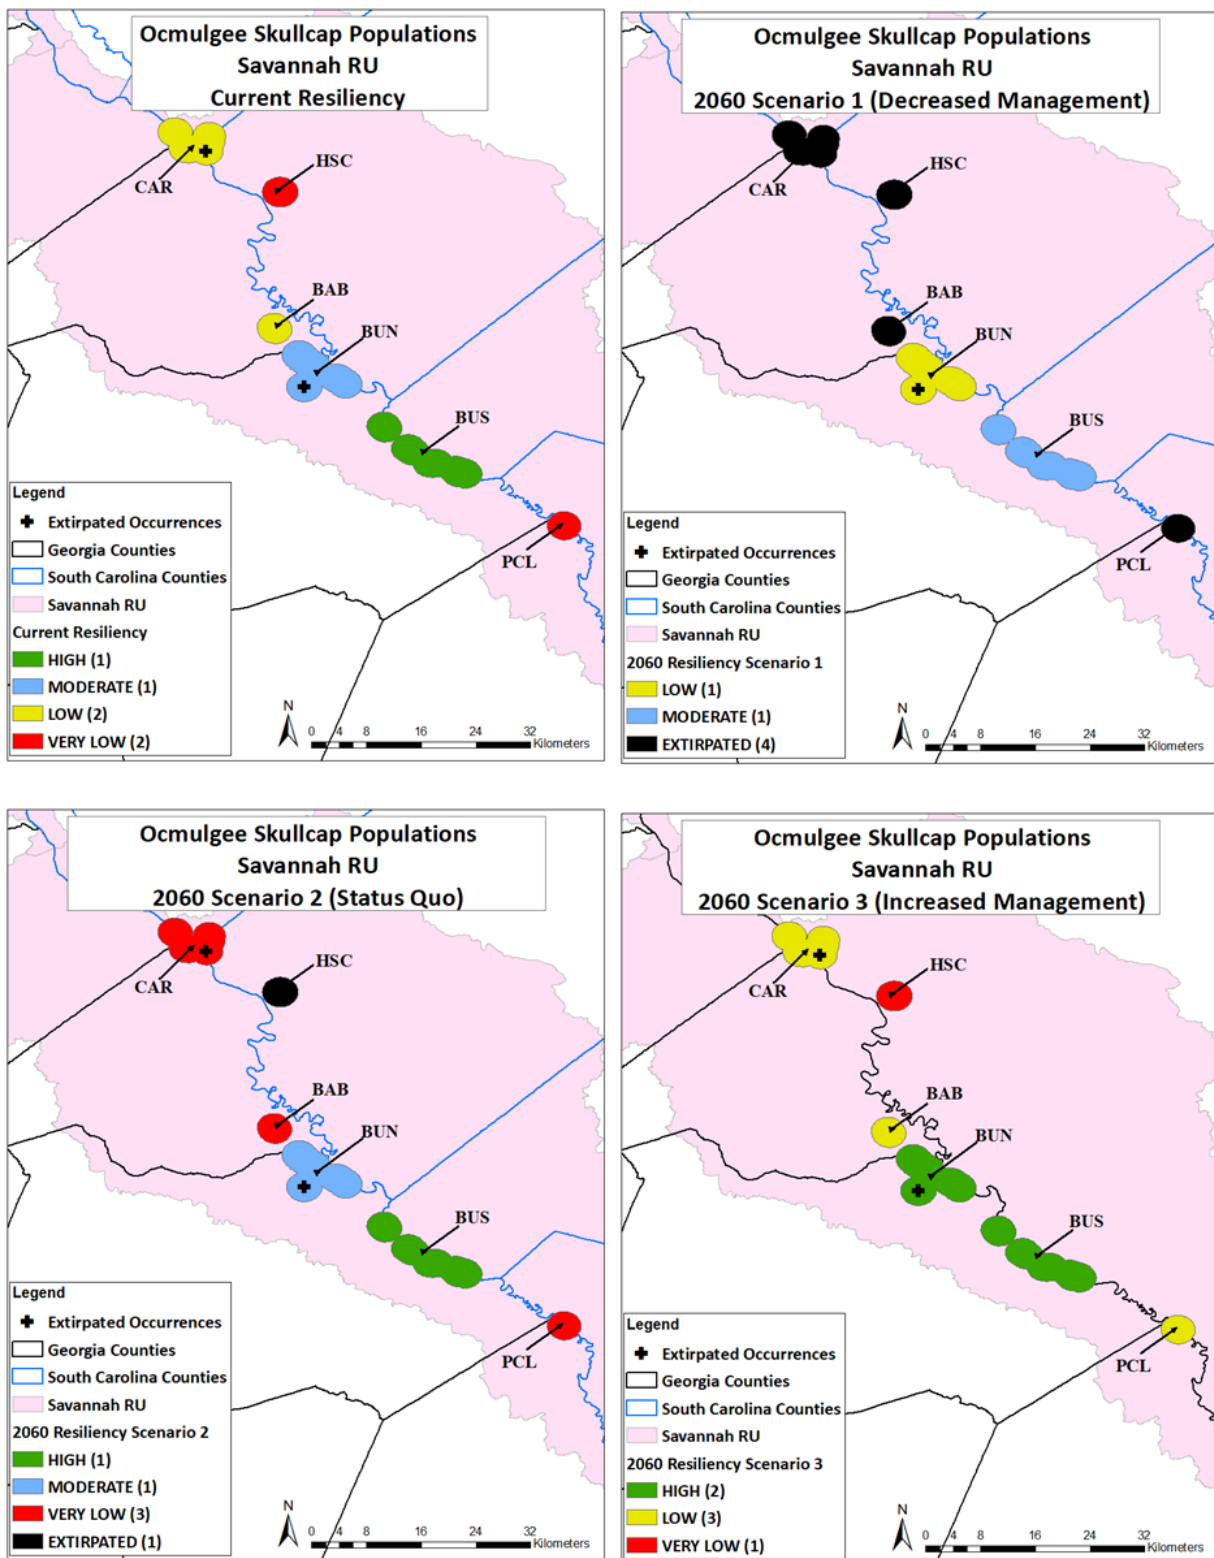 Ocmulgee Skullcap Populations
Savannah RU
Current Resiliency
CAR
HSC
BAB
BUN
BUS
PCL
Legend
Extirpated Occurrences
Georgia Counties
South Carolina Counties
Savannah RU
Current Resiliency
HIGH (1)
MODERATE (1)
LOW (2)
VERY LOW (2)
N
0 4 8 16 24 32
Kilometers
Ocmulgee Skullcap Populations
Savannah RU
2060 Scenario 1 (Decreased Management)
CAR
HSC
BAB
BUN
BUS
PCL
Legend
Extirpated Occurrences
Georgia Counties
South Carolina Counties
Savannah RU
2060 Resiliency Scenario 1
LOW (1)
MODERATE (1)
EXTIRPATED (4)
N
0 4 8 16 24 32
Kilometers
Ocmulgee Skullcap Populations
Savannah RU
2060 Scenario 2 (Status Quo)
CAR
HSC
BAB
BUN
BUS
PCL
Legend
Extirpated Occurrences
Georgia Counties
South Carolina Counties
Savannah RU
2060 Resiliency Scenario 2
HIGH (1)
MODERATE (1)
VERY LOW (3)
EXTIRPATED (1)
N
0 4 8 16 24 32
Kilometers
Ocmulgee Skullcap Populations
Savannah RU
2060 Scenario 3 (Increased Management)
CAR
HSC
BAB
BUN
BUS
PCL
Legend
Extirpated Occurrences
Georgia Counties
South Carolina Counties
Savannah RU
2060 Resiliency Scenario 3
HIGH (2)
LOW (3)
VERY LOW (1)
N
0 4 8 16 24 32
Kilometers